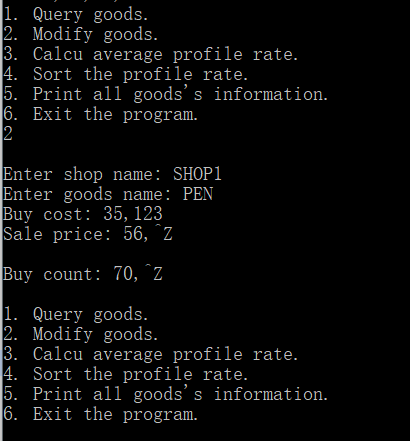 1. Query goods.
2. Modify goods.
3. Calcu average profile rate.
4. Sort the profile rate.
5. Print all goods's information.
6. Exit the program.
2
Enter shop name: SHOP1
Enter goods name: PEN
Buy cost: 35,123
Sale price: 56,^Z
Buy count: 70,^Z
1. Query goods.
2. Modify goods.
3. Calcu average profile rate.
4. Sort the profile rate.
5. Print all goods's information.
6. Exit the program.